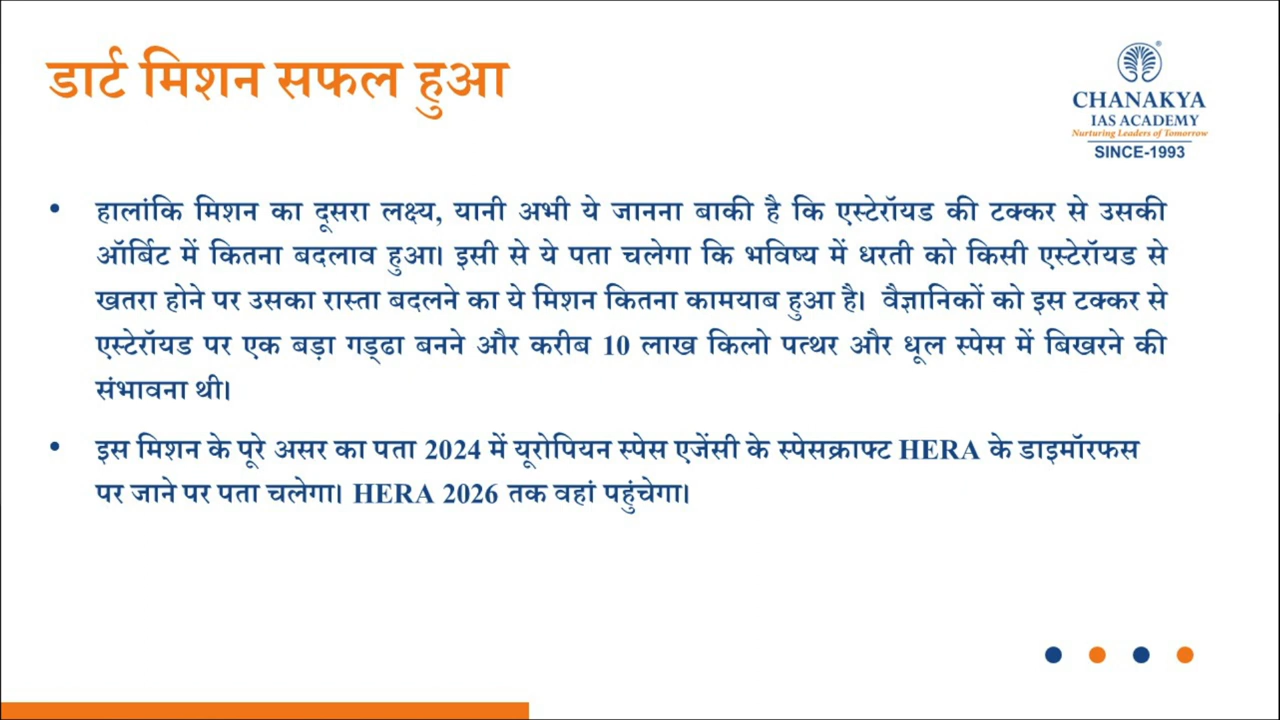 डार्ट मिशन सफल हुआ
CHANAKYA
IAS ACADEMY
Nurturing Leaders of Tomorrow
SINCE-1993
• हालांकि मिशन का दूसरा लक्ष्य, यानी अभी ये जानना बाकी है कि एस्टेरॉयड की टक्कर से उसकी
ऑर्बिट में कितना बदलाव हुआ। इसी से ये पता चलेगा कि भविष्य में धरती को किसी एस्टेरॉयड से
खतरा होने पर उसका रास्ता बदलने का ये मिशन कितना कामयाब हुआ है। वैज्ञानिकों को इस टक्कर से
एस्टेरॉयड पर एक बड़ा गड्ढा बनने और करीब 10 लाख किलो पत्थर और धूल स्पेस में बिखरने की
संभावना थी।
• इस मिशन के पूरे असर का पता 2024 में यूरोपियन स्पेस एजेंसी के स्पेसक्राफ्ट HERA के डाइमॉरफस
पर जाने पर पता चलेगा। HERA 2026 तक वहां पहुंचेगा।